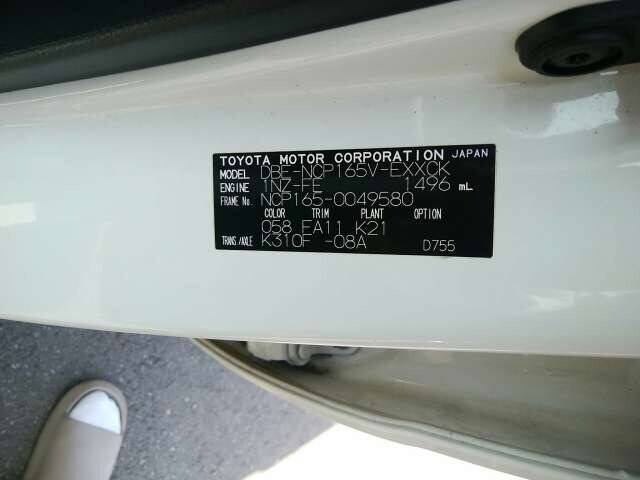 TOYOTA MOTOR CORPORATION JAPAN
MODEL DBE-NCP165V-EXXCK
ENGINE 1NZ-FE 1496 mL
FRAME No. NCP165-0049580
COLOR TRIM PLANT OPTION
058 FA11 K21
TRANS/AXLE K310F -08A D755